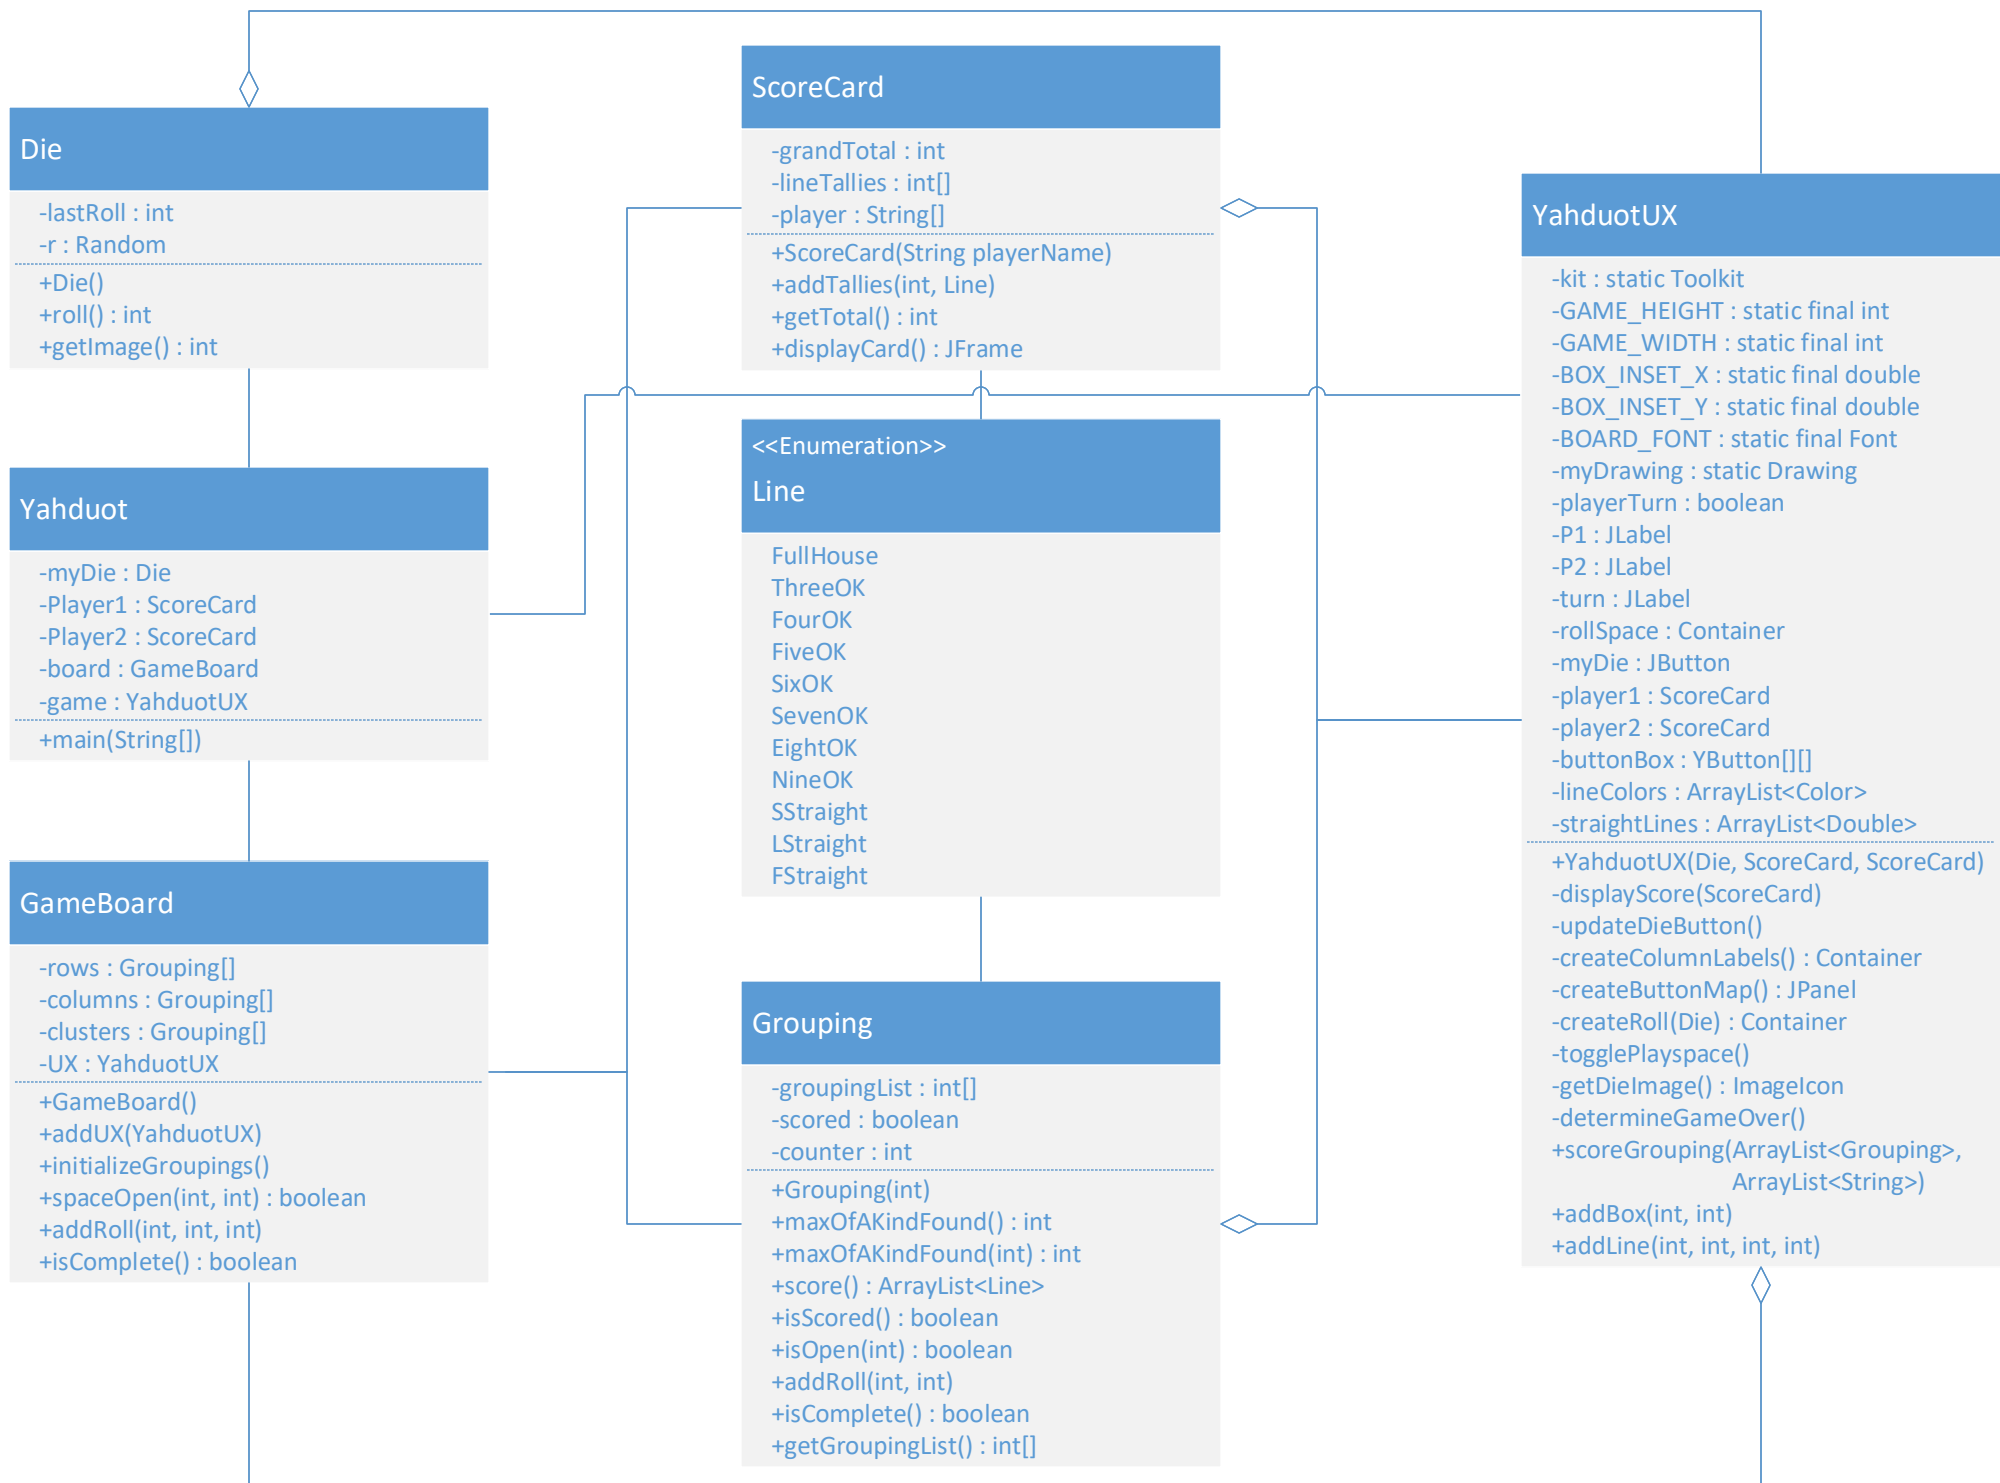 Die
-lastRoll : int
-r : Random
+Die()
+roll() : int
+getImage() : int
Yahduot
-myDie : Die
-Player1 : ScoreCard
-Player2 : ScoreCard
-board : GameBoard
-game : YahduotUX
+main(String[])
GameBoard
-rows : Grouping[]
-columns : Grouping[]
-clusters : Grouping[]
-UX : YahduotUX
+GameBoard()
+addUX(YahduotUX)
+initializeGroupings()
+spaceOpen(int, int) : boolean
+addRoll(int, int, int)
+isComplete() : boolean
ScoreCard
-grandTotal : int
-lineTallies : int[]
-player : String[]
+ScoreCard(String playerName)
+addTallies(int, Line)
+getTotal() : int
+displayCard() : JFrame
<<Enumeration>>
Line
FullHouse
ThreeOK
FourOK
FiveOK
SixOK
SevenOK
EightOK
NineOK
SStraight
LStraight
FStraight
Grouping
-groupingList : int[]
-scored : boolean
-counter : int
+Grouping(int)
+maxOfAKindFound() : int
+maxOfAKindFound(int) : int
+score() : ArrayList<Line>
+isScored() : boolean
+isOpen(int) : boolean
+addRoll(int, int)
+isComplete() : boolean
+getGroupingList() : int[]
YahduotUX
-kit : static Toolkit
-GAME_HEIGHT : static final int
-GAME_WIDTH : static final int
-BOX_INSET_X : static final double
-BOX_INSET_Y : static final double
-BOARD_FONT : static final Font
-myDrawing : static Drawing
-playerTurn : boolean
-P1 : JLabel
-P2 : JLabel
-turn : JLabel
-rollSpace : Container
-myDie : JButton
-player1 : ScoreCard
-player2 : ScoreCard
-buttonBox : YButton[][]
-lineColors : ArrayList<Color>
-straightLines : ArrayList<Double>
+YahduotUX(Die, ScoreCard, ScoreCard)
-displayScore(ScoreCard)
-updateDieButton()
-createColumnLabels() : Container
-createButtonMap() : JPanel
-createRoll(Die) : Container
-togglePlayspace()
-getDieImage() : ImageIcon
-determineGameOver()
+scoreGrouping(ArrayList<Grouping>,
ArrayList<String>)
+addBox(int, int)
+addLine(int, int, int, int)